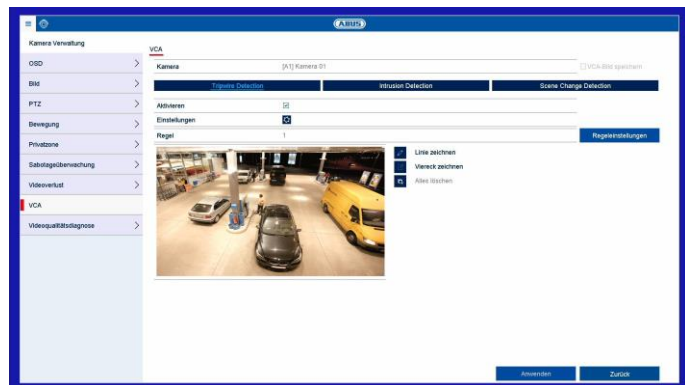 ABUS
Kamera Verwaltung
VCA
OSD
Kamera [A1] Kamera 01 VCA-Bild speichern
Bild
Tripwire Detection Intrusion Detection Scene Change Detection
PTZ
Aktivieren
Einstellungen
Bewegung
Regel 1 Regeleinstellungen
Privatzone
Linie zeichnen
Sabotageüberwachung
Viereck zeichnen
Alles löschen
Videoverlust
VCA
Videoqualitätsdiagnose
Anwenden Zurück